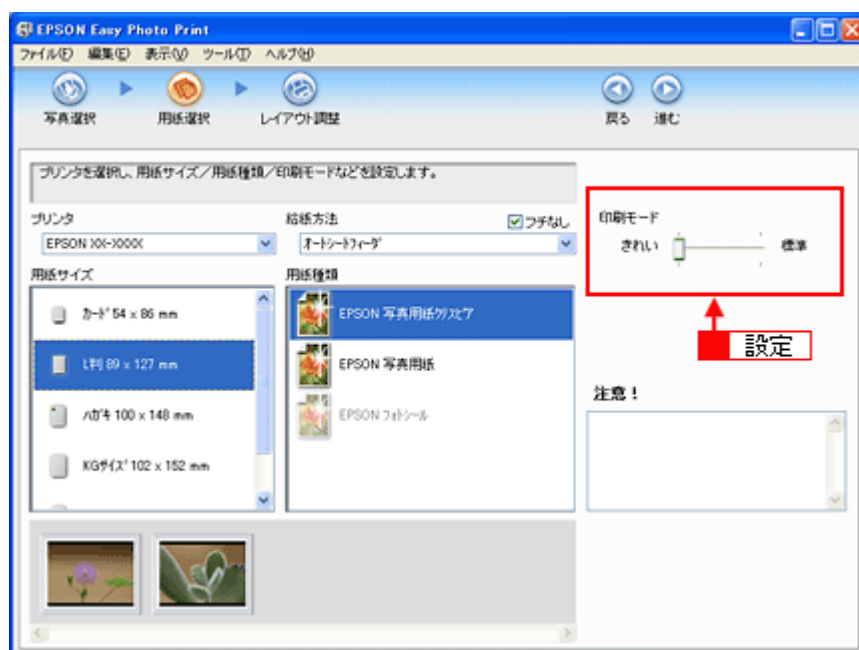 EPSON Easy Photo Print
ファイル(F) 編集(E) 表示(V) ツール(T) ヘルプ(H)
写真選択 用紙選択 レイアウト調整 戻る 進む
プリンタを選択し、用紙サイズ/用紙種類/印刷モードなどを設定します。
プリンタ
EPSON XX-XXXX
給紙方法
フチなし
オートシートフィーダ
用紙サイズ
カード 54 x 86 mm
L判 89 x 127 mm
ハガキ 100 x 148 mm
KGサイズ 102 x 152 mm
用紙種類
EPSON 写真用紙クリスピア
EPSON 写真用紙
EPSON フォトシール
印刷モード
きれい 標準
設定
注意!